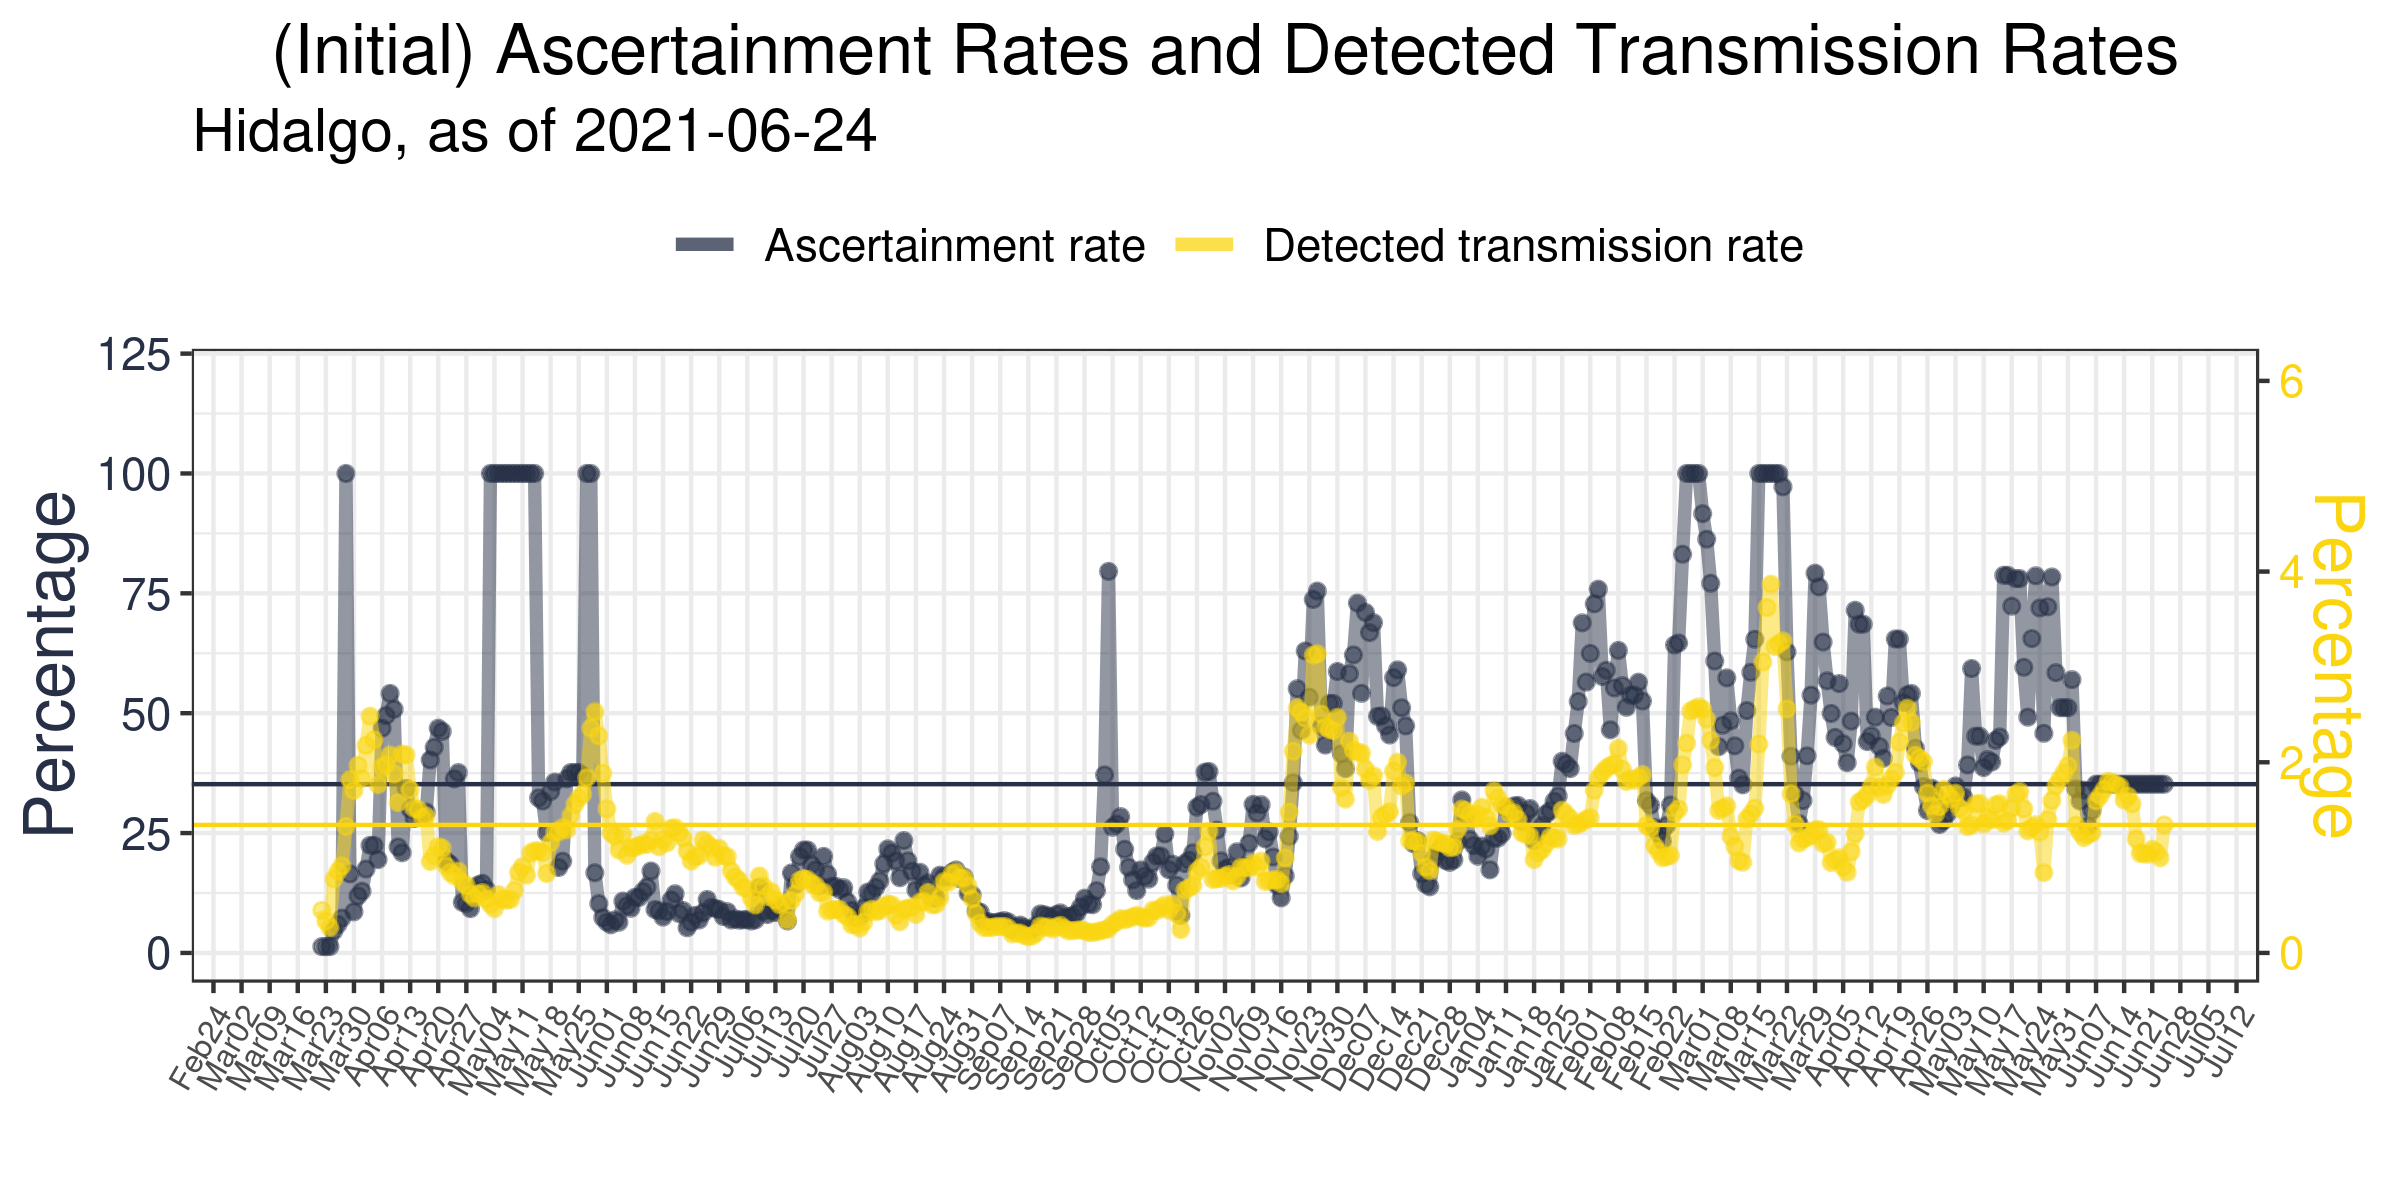 (Initial) Ascertainment Rates and Detected Transmission Rates
Hidalgo, as of 2021-06-24
Ascertainment rate
Detected transmission rate
Percentage
125
100
75
50
25
0
6
4
2
0
Percentage
Feb24
Mar02
Mar09
Mar16
Mar23
Mar30
Apr06
Apr13
Apr20
Apr27
May04
May11
May18
May25
Jun01
Jun08
Jun15
Jun22
Jun29
Jul06
Jul13
Jul20
Jul27
Aug03
Aug10
Aug17
Aug24
Aug31
Sep07
Sep14
Sep21
Sep28
Oct05
Oct12
Oct19
Oct26
Nov02
Nov09
Nov16
Nov23
Nov30
Dec07
Dec14
Dec21
Dec28
Jan04
Jan11
Jan18
Jan25
Feb01
Feb08
Feb15
Feb22
Mar01
Mar08
Mar15
Mar22
Mar29
Apr05
Apr12
Apr19
Apr26
May03
May10
May17
May24
May31
Jun07
Jun14
Jun21
Jun28
Jul05
Jul12